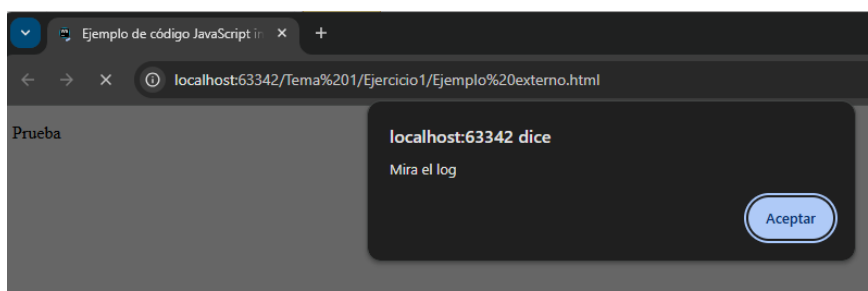 Ejemplo de código JavaScript in
localhost:63342/Tema%201/Ejercicio1/Ejemplo%20externo.html
Prueba
localhost:63342 dice
Mira el log
Aceptar